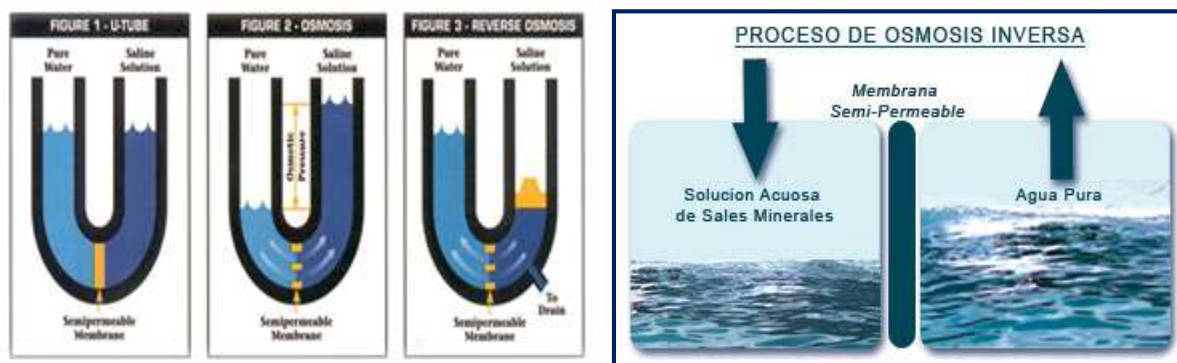 FIGURE 1 - U-TUBE
Pure
Water
Saline
Solution
Semipermeable
Membrane
FIGURE 2 - OSMOSIS
Pure
Water
Saline
Solution
Osmotic
Pressure
Semipermeable
Membrane
FIGURE 3 - REVERSE OSMOSIS
Pure
Water
Saline
Solution
To
Drain
Semipermeable
Membrane
PROCESO DE OSMOSIS INVERSA
Membrana
Semi-Permeable
Solucion Acuosa
de Sales Minerales
Agua Pura